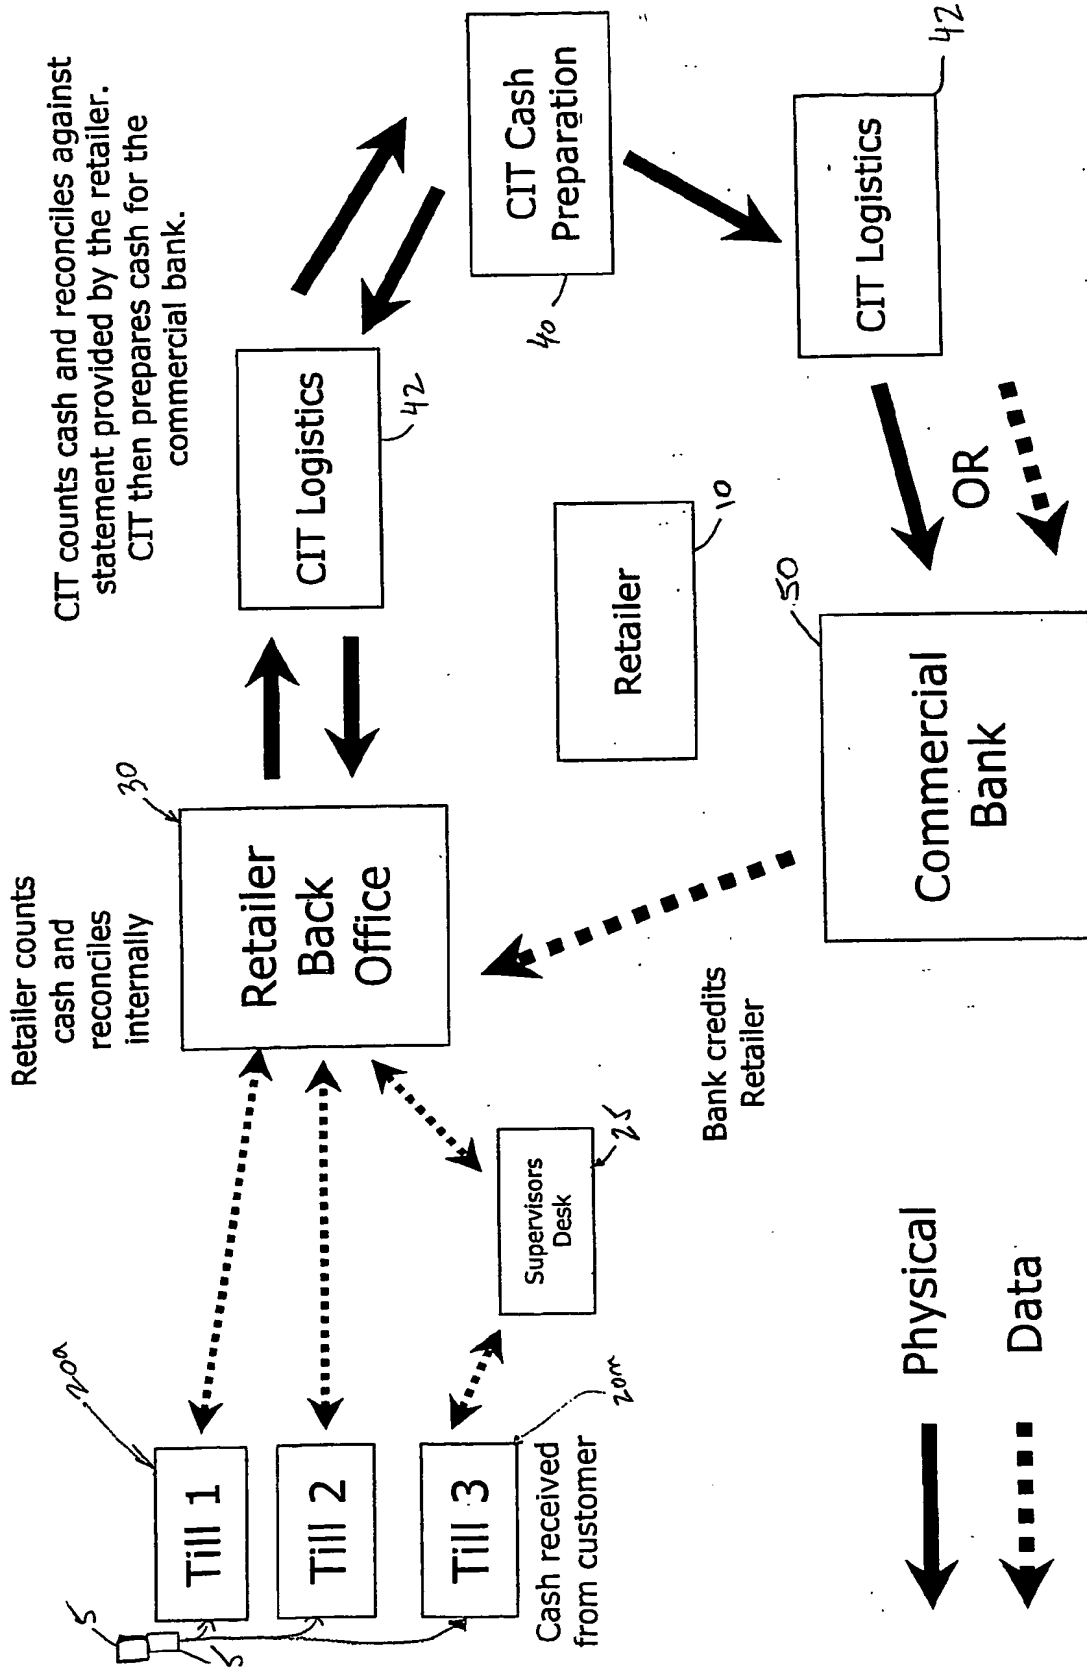 Retailer counts
cash and
reconciles
internally
CIT counts cash and reconciles against
statement provided by the retailer.
CIT then prepares cash for the
commercial bank.
5
5
20a
Till 1
Till 2
Till 3
20n
Cash received
from customer
Supervisors
Desk
25
30
Retailer
Back
Office
CIT Logistics
42
CIT Cash
Preparation
40
Retailer
10
CIT Logistics
42
Bank credits
Retailer
50
Commercial
Bank
OR
Physical
Data